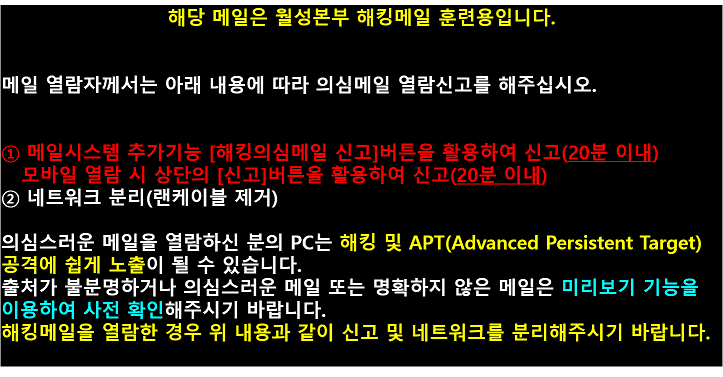 해당 메일은 월성본부 해킹메일 훈련용입니다.
메일 열람자께서는 아래 내용에 따라 의심메일 열람신고를 해주십시오.
① 메일시스템 추가기능 [해킹의심메일 신고]버튼을 활용하여 신고(20분 이내)
모바일 열람 시 상단의 [신고]버튼을 활용하여 신고(20분 이내)
② 네트워크 분리(랜케이블 제거)
의심스러운 메일을 열람하신 분의 PC는 해킹 및 APT(Advanced Persistent Target)
공격에 쉽게 노출이 될 수 있습니다.
출처가 불분명하거나 의심스러운 메일 또는 명확하지 않은 메일은 미리보기 기능을
이용하여 사전 확인해주시기 바랍니다.
해킹메일을 열람한 경우 위 내용과 같이 신고 및 네트워크를 분리해주시기 바랍니다.